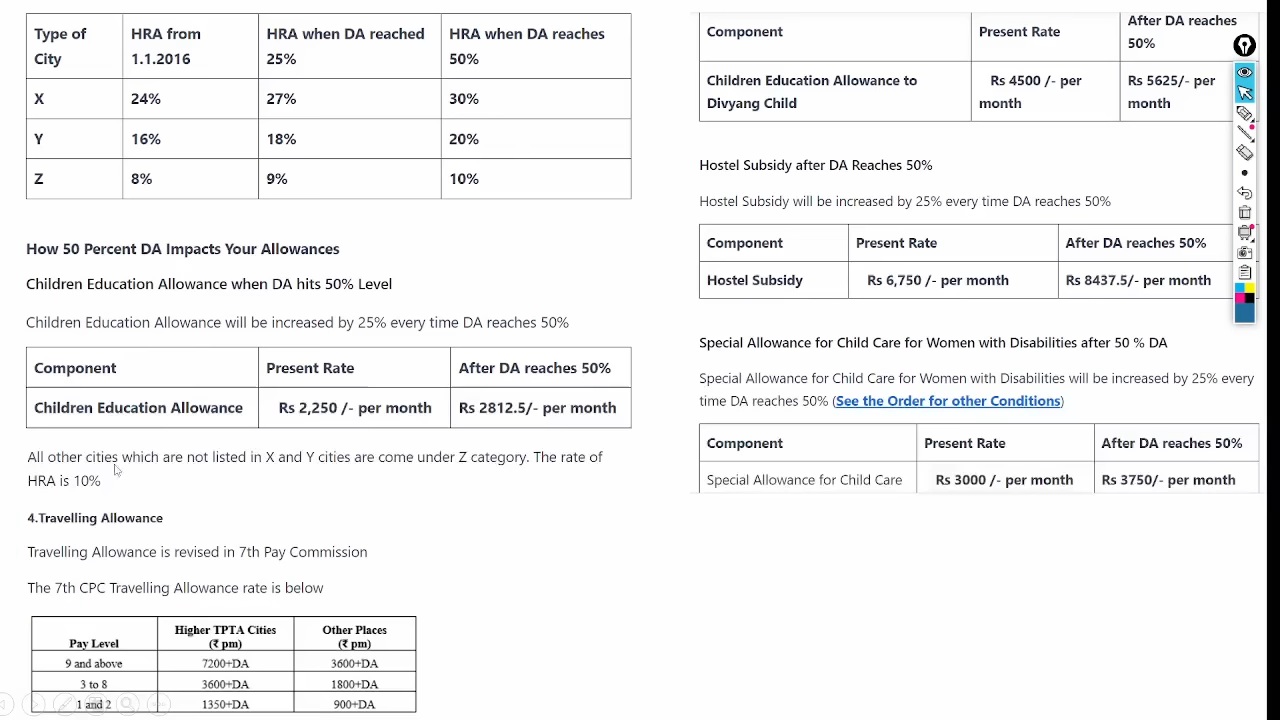 Type of City HRA from 1.1.2016 HRA when DA reached 25% HRA when DA reaches 50%
X 24% 27% 30%
Y 16% 18% 20%
Z 8% 9% 10%
How 50 Percent DA Impacts Your Allowances
Children Education Allowance when DA hits 50% Level
Children Education Allowance will be increased by 25% every time DA reaches 50%
Component Present Rate After DA reaches 50%
Children Education Allowance Rs 2,250 /- per month Rs 2812.5/- per month
All other cities which are not listed in X and Y cities are come under Z category. The rate of
HRA is 10%
4.Travelling Allowance
Travelling Allowance is revised in 7th Pay Commission
The 7th CPC Travelling Allowance rate is below
Pay Level Higher TPTA Cities (₹ pm) Other Places (₹ pm)
9 and above 7200+DA 3600+DA
3 to 8 3600+DA 1800+DA
1 and 2 1350+DA 900+DA
Component Present Rate After DA reaches 50%
Children Education Allowance to Divyang Child Rs 4500 /- per month Rs 5625/- per month
Hostel Subsidy after DA Reaches 50%
Hostel Subsidy will be increased by 25% every time DA reaches 50%
Component Present Rate After DA reaches 50%
Hostel Subsidy Rs 6,750 /- per month Rs 8437.5/- per month
Special Allowance for Child Care for Women with Disabilities after 50 % DA
Special Allowance for Child Care for Women with Disabilities will be increased by 25% every
time DA reaches 50% (See the Order for other Conditions)
Component Present Rate After DA reaches 50%
Special Allowance for Child Care Rs 3000 /- per month Rs 3750/- per month